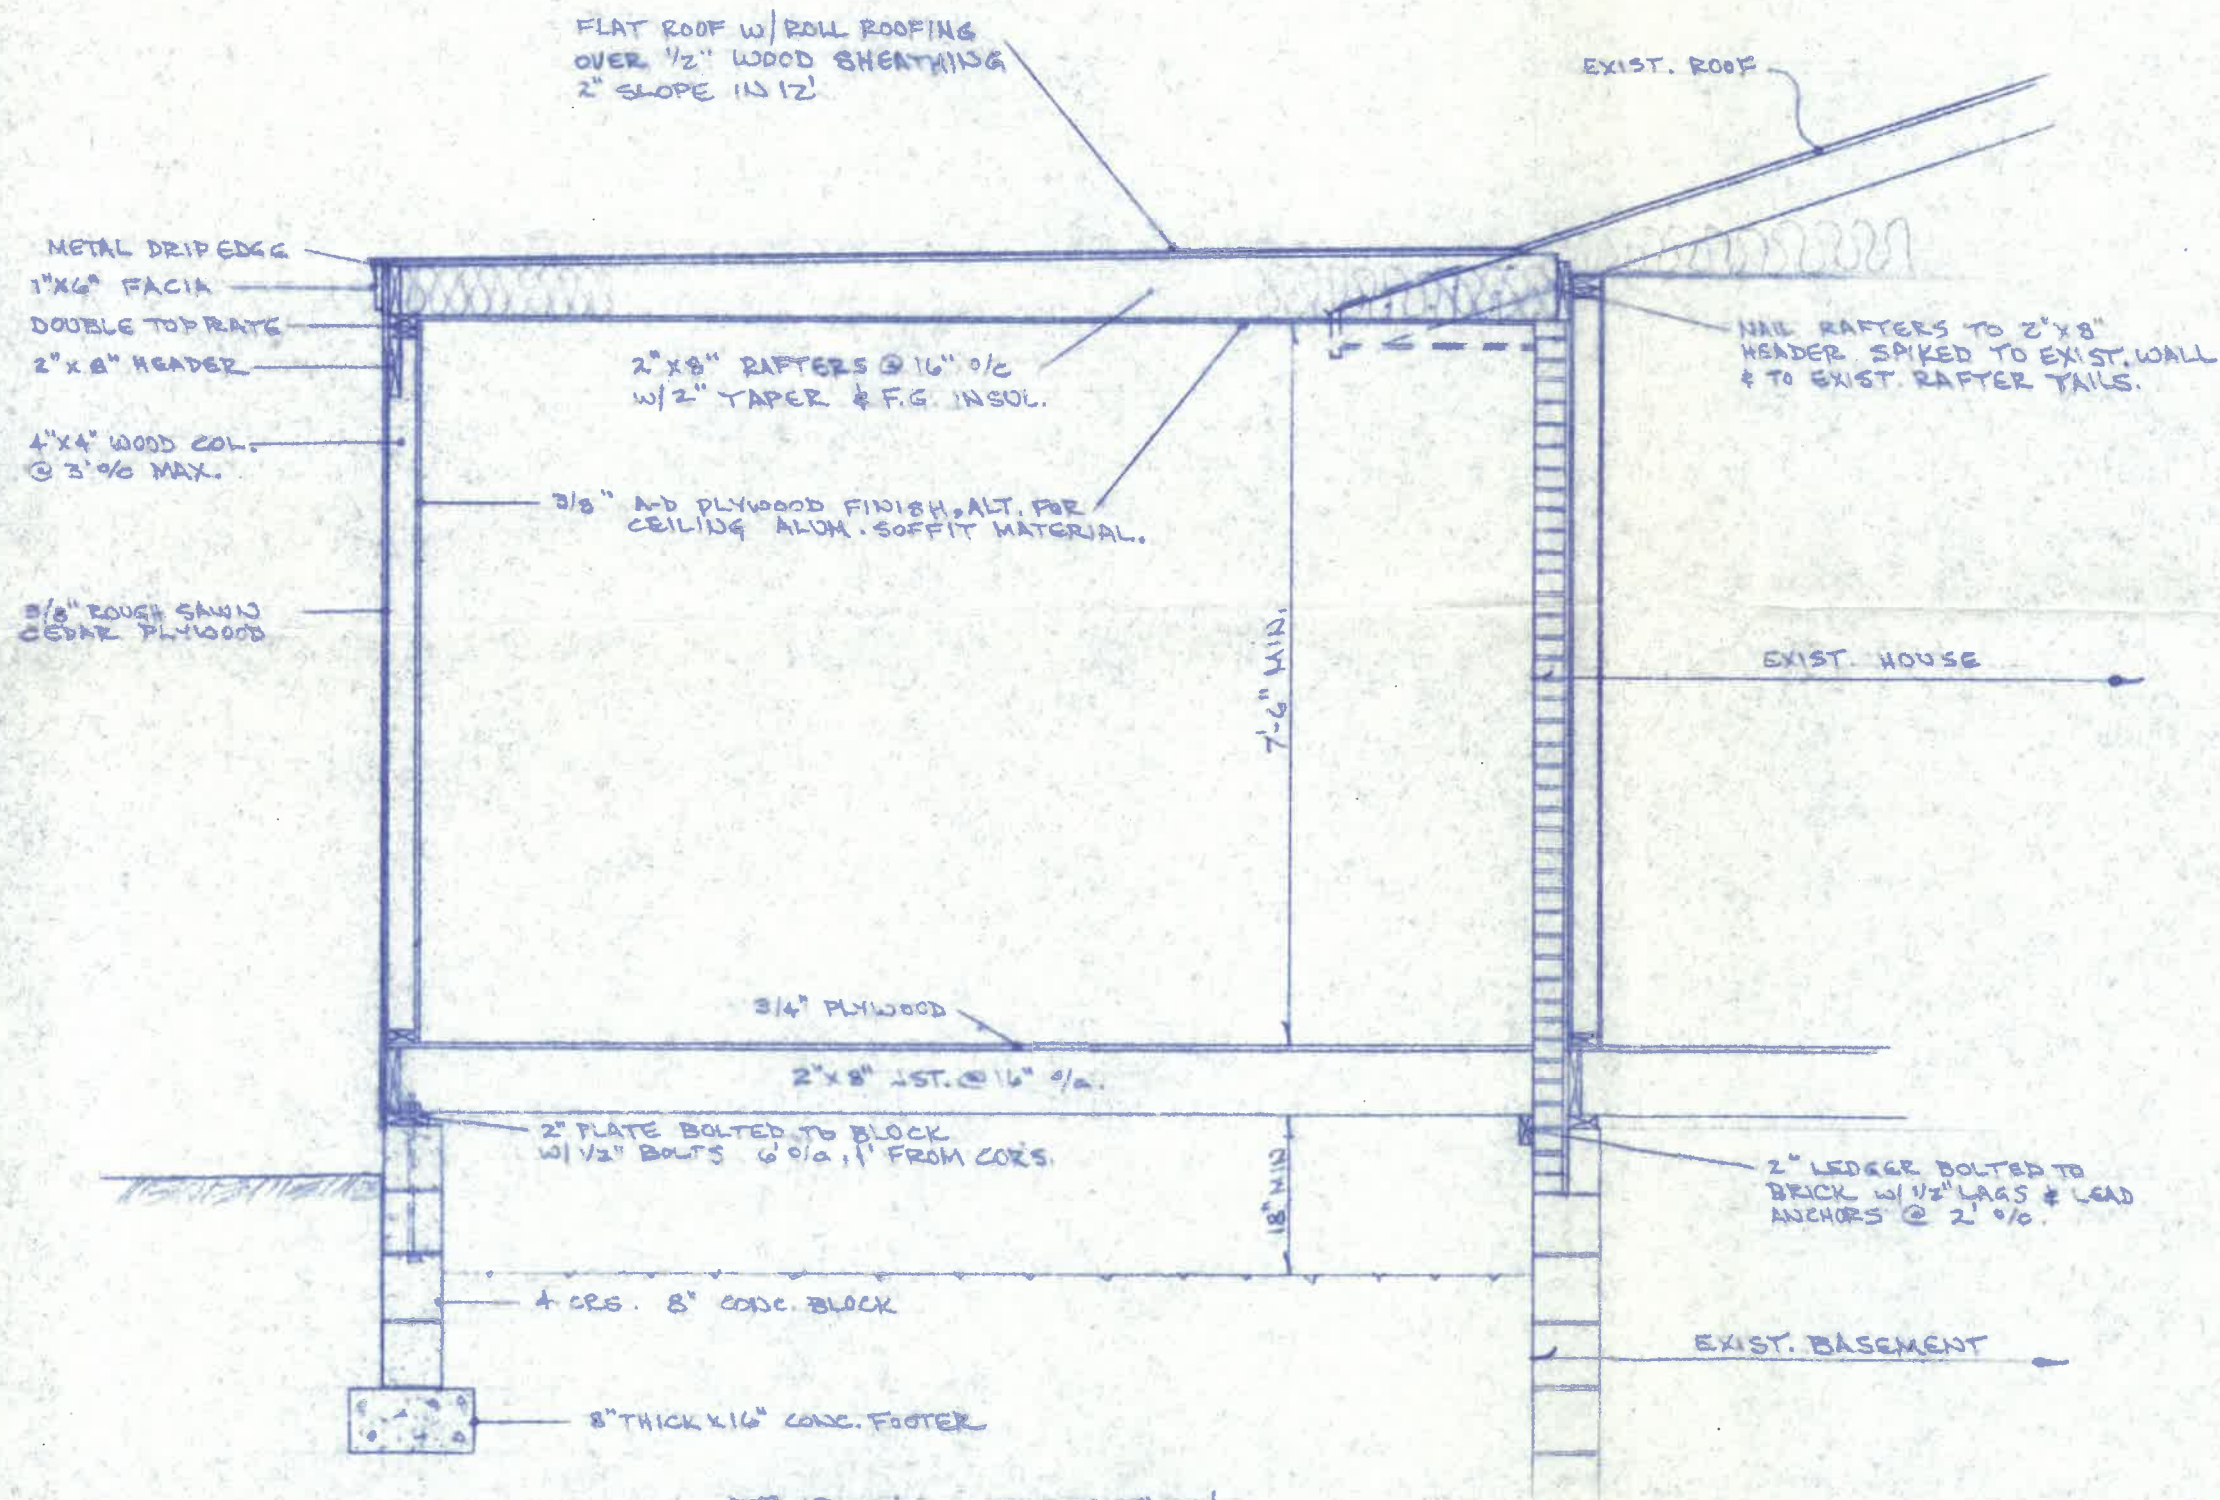 FLAT ROOF W/ ROLL ROOFING
OVER 1/2" WOOD SHEATHING
2" SLOPE IN 12'
EXIST. ROOF
METAL DRIP EDGE
1"X6" FACIA
DOUBLE TOP PLATE
2" X 8" HEADER
4"X4" WOOD COL.
@ 3' o/c MAX.
3/8" ROUGH SAWN
CEDAR PLYWOOD
2"X8" RAFTERS @ 16" o/c
W/2" TAPER & F.G. INSUL.
NAIL RAFTERS TO 2"X8"
HEADER SPIKED TO EXIST. WALL
& TO EXIST. RAFTER TAILS.
3/8" A-D PLYWOOD FINISH, ALT. FOR
CEILING ALUM. SOFFIT MATERIAL.
7'-6" MIN.
EXIST. HOUSE
3/4" PLYWOOD
2"X8" JST. @ 16" o/c.
2" PLATE BOLTED TO BLOCK
W/ 1/2" BOLTS 6' o/c, 1' FROM COR'S.
18" MIN
2" LEDGER BOLTED TO
BRICK W/ 1/2" LAGS & LEAD
ANCHORS @ 2' o/c.
4 CRS. 8" CONC. BLOCK
EXIST. BASEMENT
8" THICK X 16" CONC. FOOTER